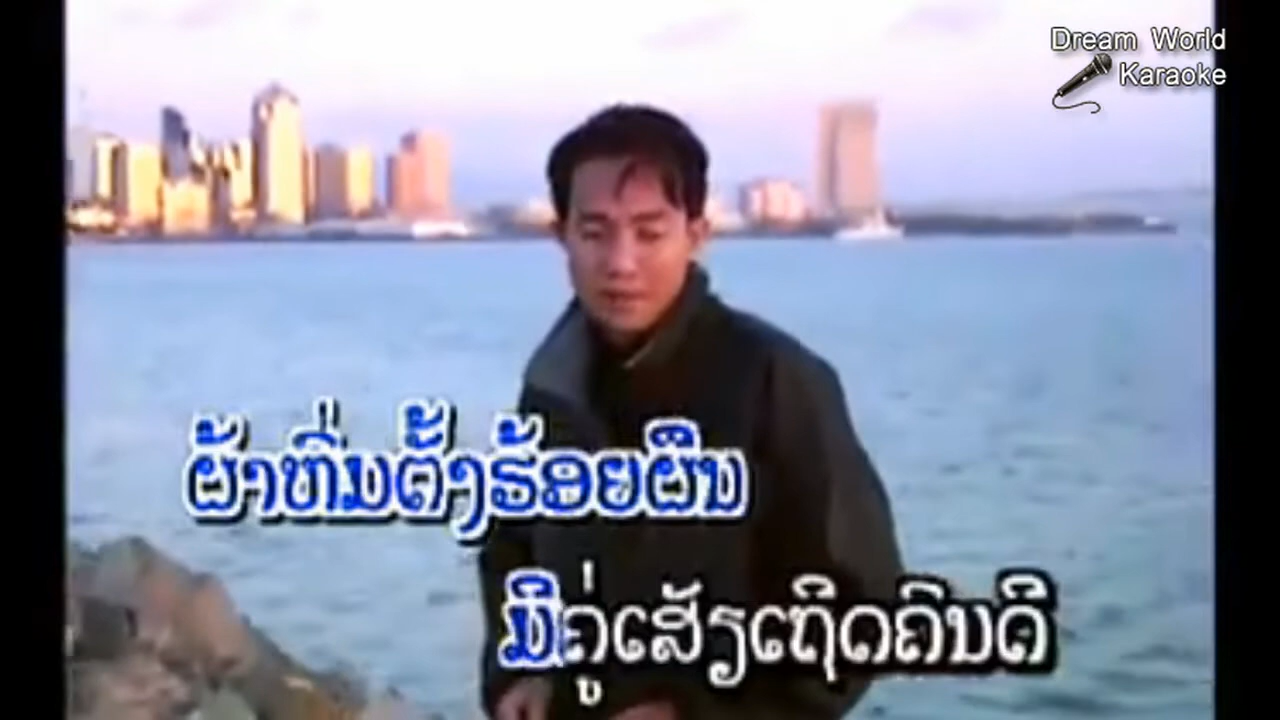 Dream World
Karaoke
ຜ້າຫົ່ມຕັ້ງຮ້ອຍຜືນ
ມີຄູ່ເສັຽເຖີດຄົນດີ